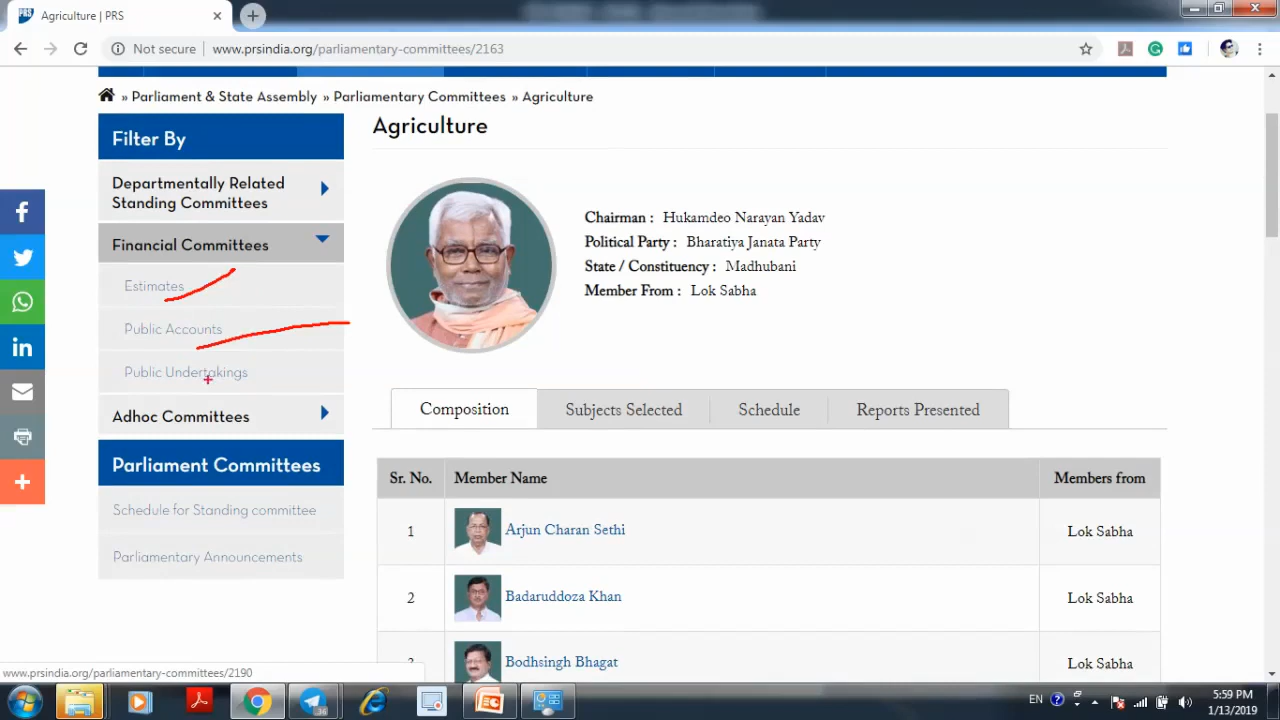 Agriculture | PRS
Not secure
www.prsindia.org/parliamentary-committees/2163
» Parliament & State Assembly » Parliamentary Committees » Agriculture
Filter By
Departmentally Related
Standing Committees
Financial Committees
Estimates
Public Accounts
Public Undertakings
Adhoc Committees
Parliament Committees
Schedule for Standing committee
Parliamentary Announcements
Agriculture
Chairman : Hukamdeo Narayan Yadav
Political Party : Bharatiya Janata Party
State / Constituency : Madhubani
Member From : Lok Sabha
Composition Subjects Selected Schedule Reports Presented
Sr. No. Member Name Members from
1 Arjun Charan Sethi Lok Sabha
2 Badaruddoza Khan Lok Sabha
Bodhsingh Bhagat Lok Sabha
www.prsindia.org/parliamentary-committees/2190
EN
5:59 PM
1/13/2019